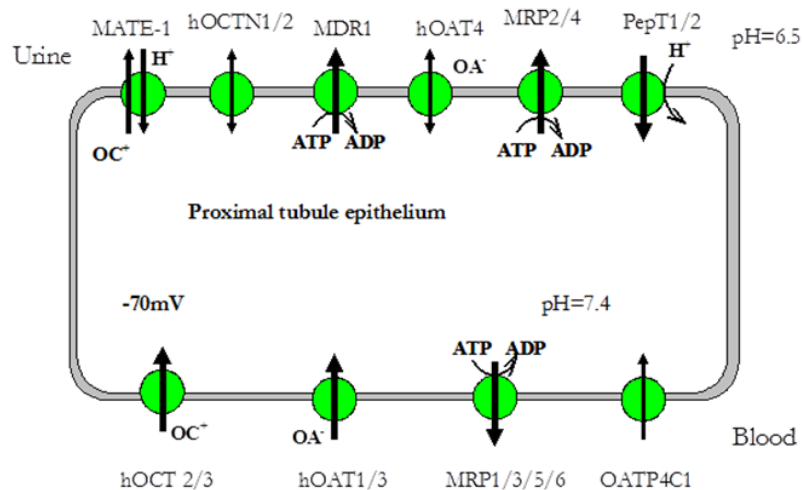 MATE-1 hOCTN1/2 MDR1 hOAT4 MRP2/4 PepT1/2 pH=6.5
Urine H⁺ OA⁻ H⁺
OC⁺ ATP ADP ATP ADP
Proximal tubule epithelium
-70mV pH=7.4
ATP ADP
OC⁺ OA⁻ Blood
hOCT 2/3 hOAT1/3 MRP1/3/5/6 OATP4C1